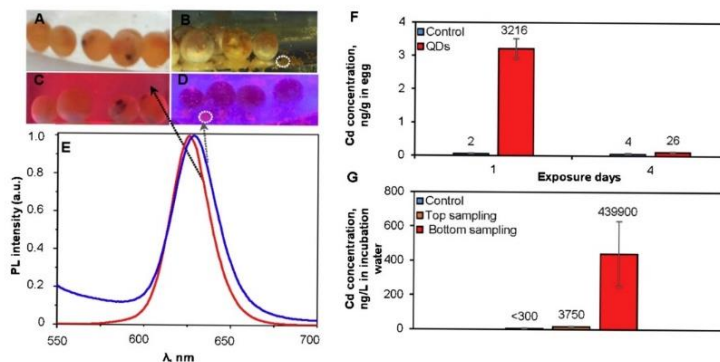 A
B
C
D
E
1.0
0.8
0.6
0.4
0.2
0
PL intensity (a.u.)
550
600
650
700
λ nm
F
Control
QDs
4
3
2
1
0
Cd concentration,
ng/g in egg
2
3216
4
26
1
Exposure days
4
G
Control
Top sampling
Bottom sampling
800
600
400
200
0
Cd concentration,
ng/L in incubation
water
<300
3750
439900